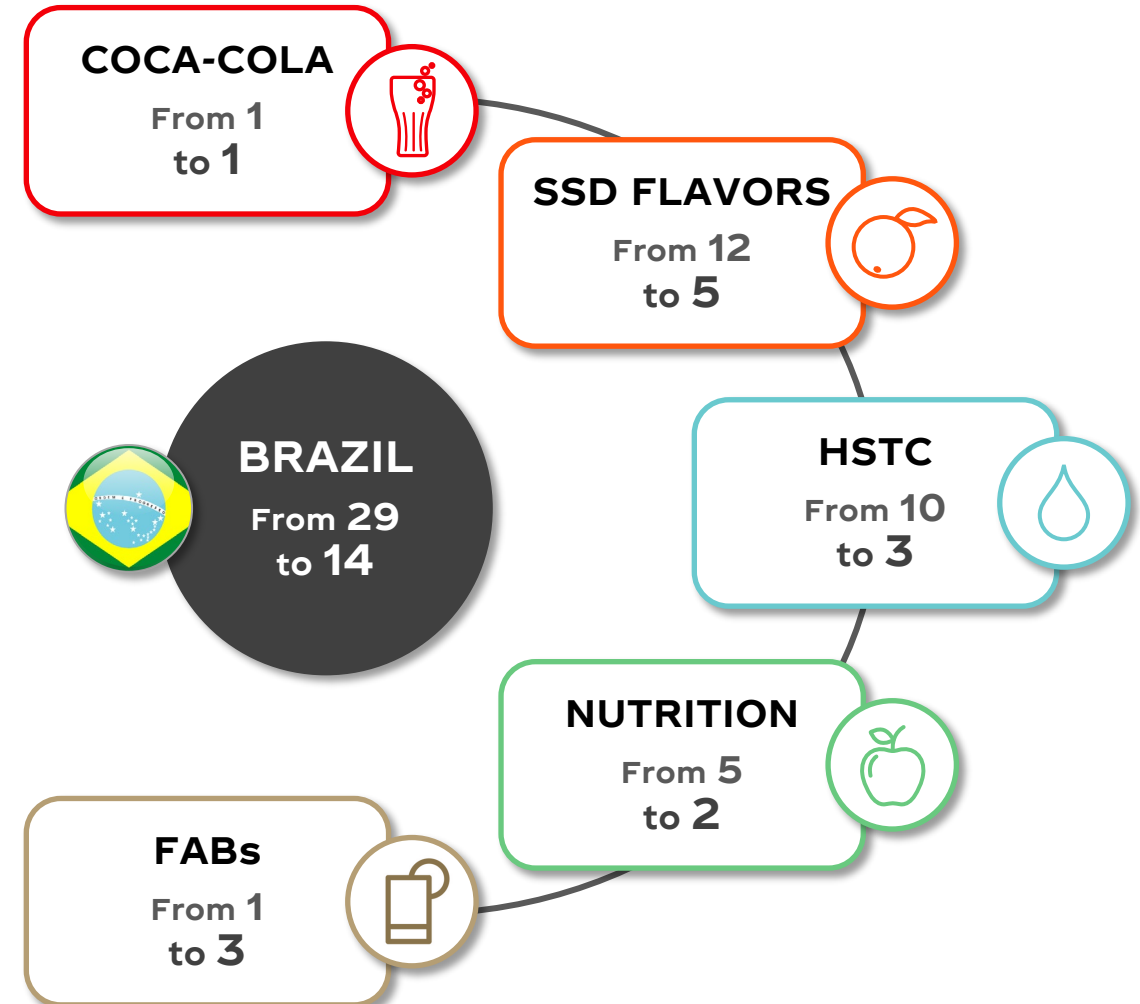 COCA-COLA
From 1
to 1
SSD FLAVORS
From 12
to 5
HSTC
From 10
to 3
BRAZIL
From 29
to 14
NUTRITION
From 5
to 2
FABs
From 1
to 3